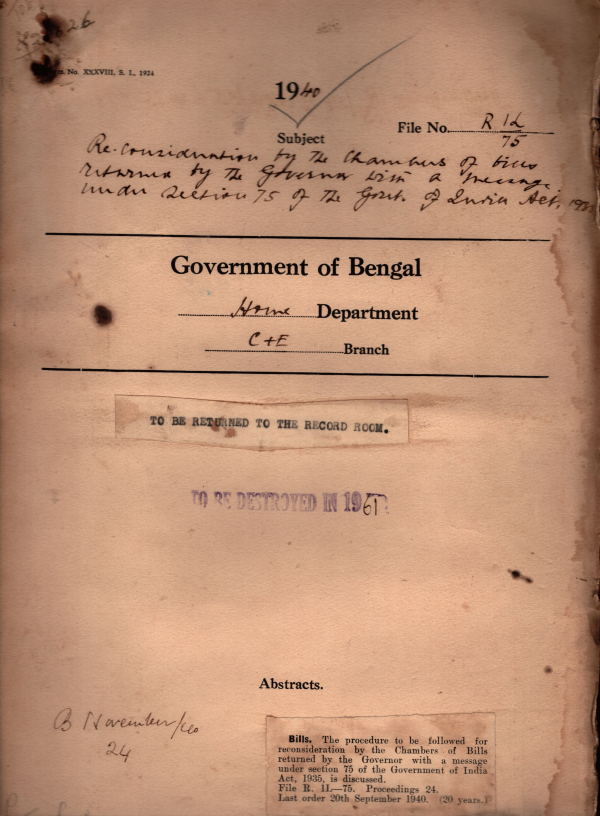 No. XXXVIII, S. L., 1924
1940
Subject
File No. R 1L
75
Re-consideration by the Chambers of bills
returned by the Governor with a message
under section 75 of the Govt. of India Act,
Government of Bengal
Home Department
C+E Branch
TO BE RETURNED TO THE RECORD ROOM.
TO BE DESTROYED IN 1961
Abstracts.
B November/40
24
Bills. The procedure to be followed for
reconsideration by the Chambers of Bills
returned by the Governor with a message
under section 75 of the Government of India
Act, 1935, is discussed.
File R. 1L—75. Proceedings 24.
Last order 20th September 1940. (20 years.)